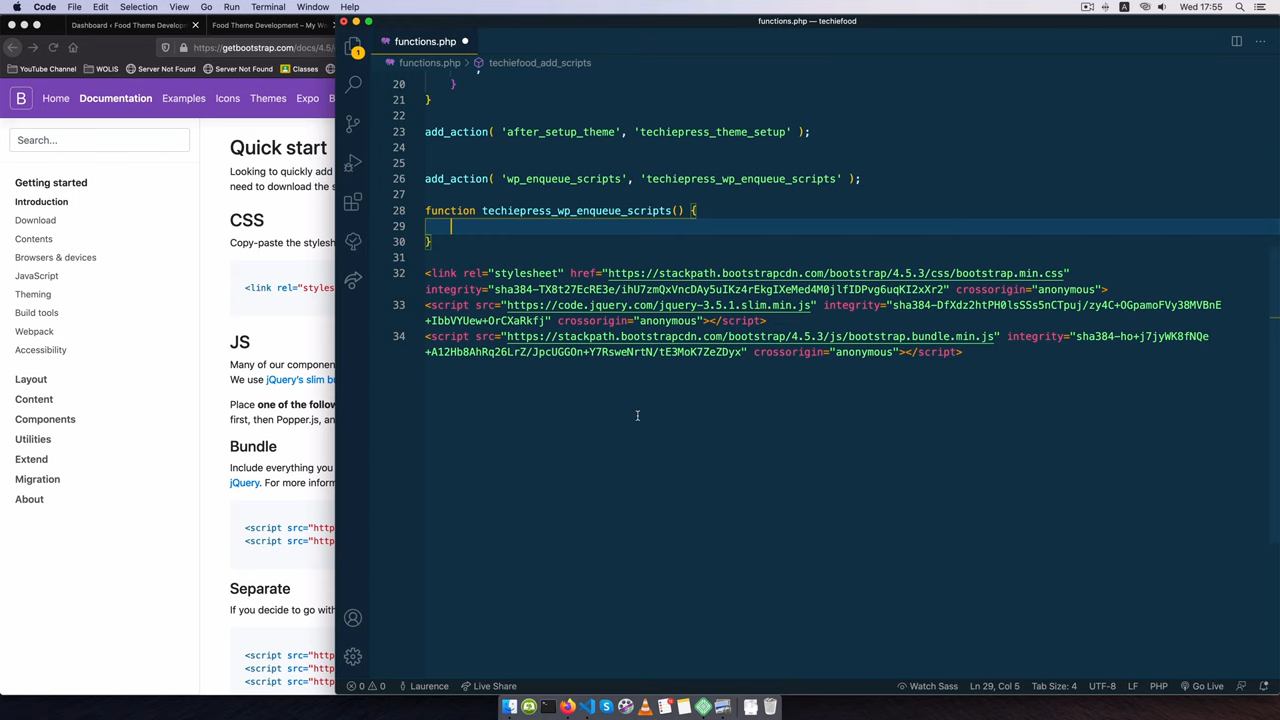 Code File Edit Selection View Go Run Terminal Window Help
A Wed 17:55
Dashboard ‹ Food Theme Develop
Food Theme Development – My Wo
functions.php — techiefood
https://getbootstrap.com/docs/4.5/
YouTube Channel WOLIS Server Not Found Server Not Found Classes
B Home Documentation Examples Icons Themes Expo
Search...
Getting started
Introduction
Download
Contents
Browsers & devices
JavaScript
Theming
Build tools
Webpack
Accessibility
Layout
Content
Components
Utilities
Extend
Migration
About
Quick start
Looking to quickly add
need to download the s
CSS
Copy-paste the stylesh
<link rel="styles
JS
Many of our componen
We use jQuery's slim bu
Place one of the follow
first, then Popper.js, an
Bundle
Include everything you
jQuery. For more inform
<script src="http
<script src="http
Separate
If you decide to go with
<script src="http
<script src="http
<script src="http
1
functions.php
functions.php > techiefood_add_scripts
;
20 }
21 }
22
23 add_action( 'after_setup_theme', 'techiepress_theme_setup' );
24
25
26 add_action( 'wp_enqueue_scripts', 'techiepress_wp_enqueue_scripts' );
27
28 function techiepress_wp_enqueue_scripts() {
29
30 }
31
32 <link rel="stylesheet" href="https://stackpath.bootstrapcdn.com/bootstrap/4.5.3/css/bootstrap.min.css"
integrity="sha384-TX8t27EcRE3e/ihU7zmQxVncDAy5uIKz4rEkgIXeMed4M0jlfIDPvg6uqKI2xXr2" crossorigin="anonymous">
33 <script src="https://code.jquery.com/jquery-3.5.1.slim.min.js" integrity="sha384-DfXdz2htPH0lsSSs5nCTpuj/zy4C+OGpamoFVy38MVBnE
+IbbVYUew+OrCXaRkfj" crossorigin="anonymous"></script>
34 <script src="https://stackpath.bootstrapcdn.com/bootstrap/4.5.3/js/bootstrap.bundle.min.js" integrity="sha384-ho+j7jyWK8fNQe
+A12Hb8AhRq26LrZ/JpcUGGOn+Y7RsweNrtN/tE3MoK7ZeZDyx" crossorigin="anonymous"></script>
0 0 Laurence Live Share
Watch Sass Ln 29, Col 5 Tab Size: 4 UTF-8 LF PHP Go Live